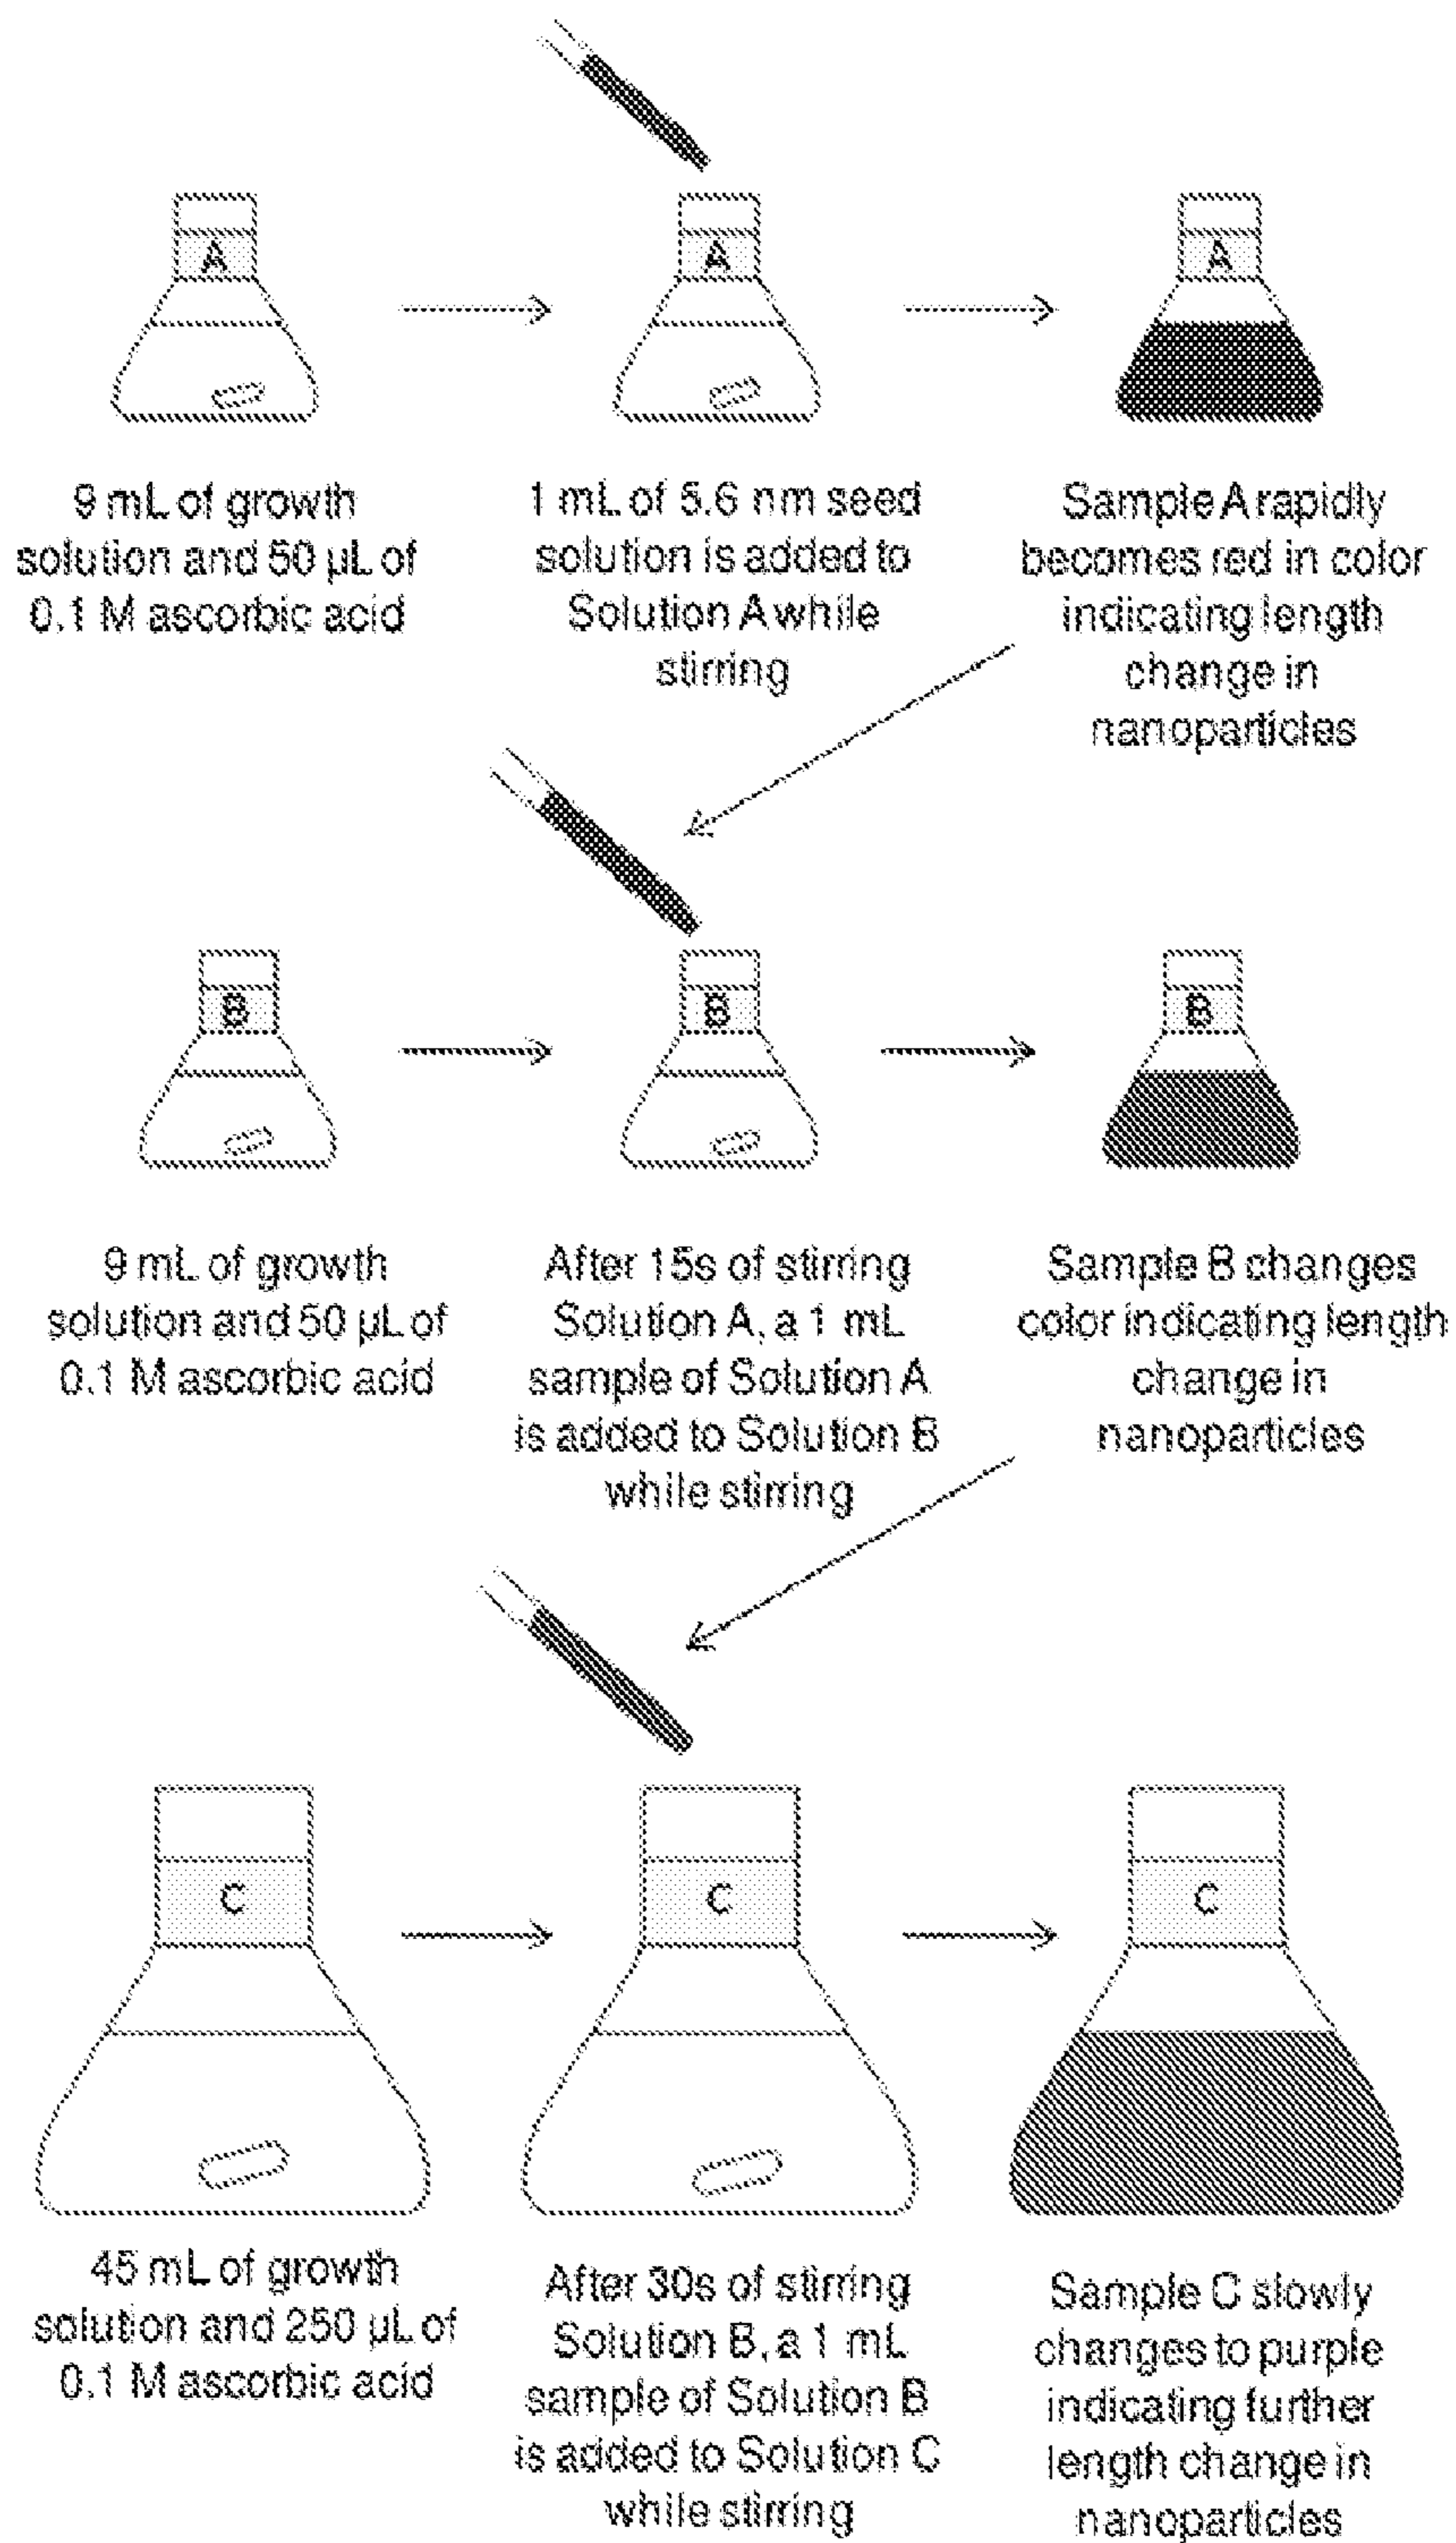 A
A
A
9 mL of growth
solution and 50 µL of
0.1 M ascorbic acid
1 mL of 5.6 nm seed
solution is added to
Solution A while
stirring
Sample A rapidly
becomes red in color
indicating length
change in
nanoparticles
B
B
B
9 mL of growth
solution and 50 µL of
0.1 M ascorbic acid
After 15s of stirring
Solution A, a 1 mL
sample of Solution A
is added to Solution B
while stirring
Sample B changes
color indicating length
change in
nanoparticles
C
C
C
45 mL of growth
solution and 250 µL of
0.1 M ascorbic acid
After 30s of stirring
Solution B, a 1 mL
sample of Solution B
is added to Solution C
while stirring
Sample C slowly
changes to purple
indicating further
length change in
nanoparticles